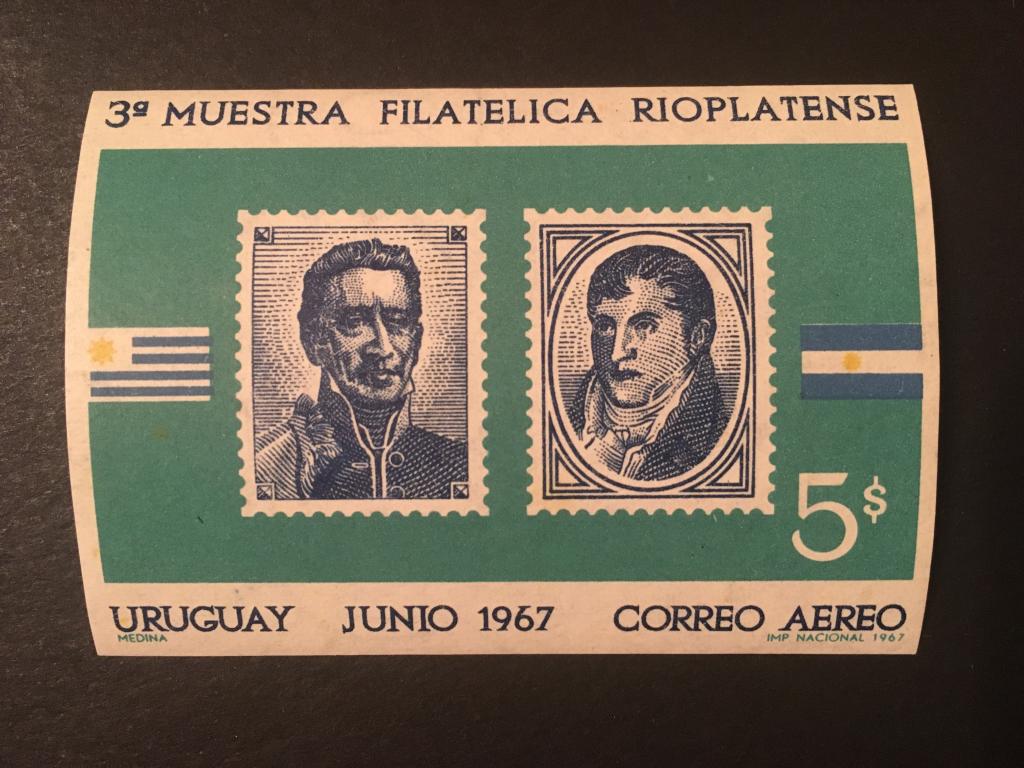 3ª MUESTRA FILATELICA RIOPLATENSE
5$
URUGUAY JUNIO 1967 CORREO AEREO
MEDINA IMP NACIONAL 1967